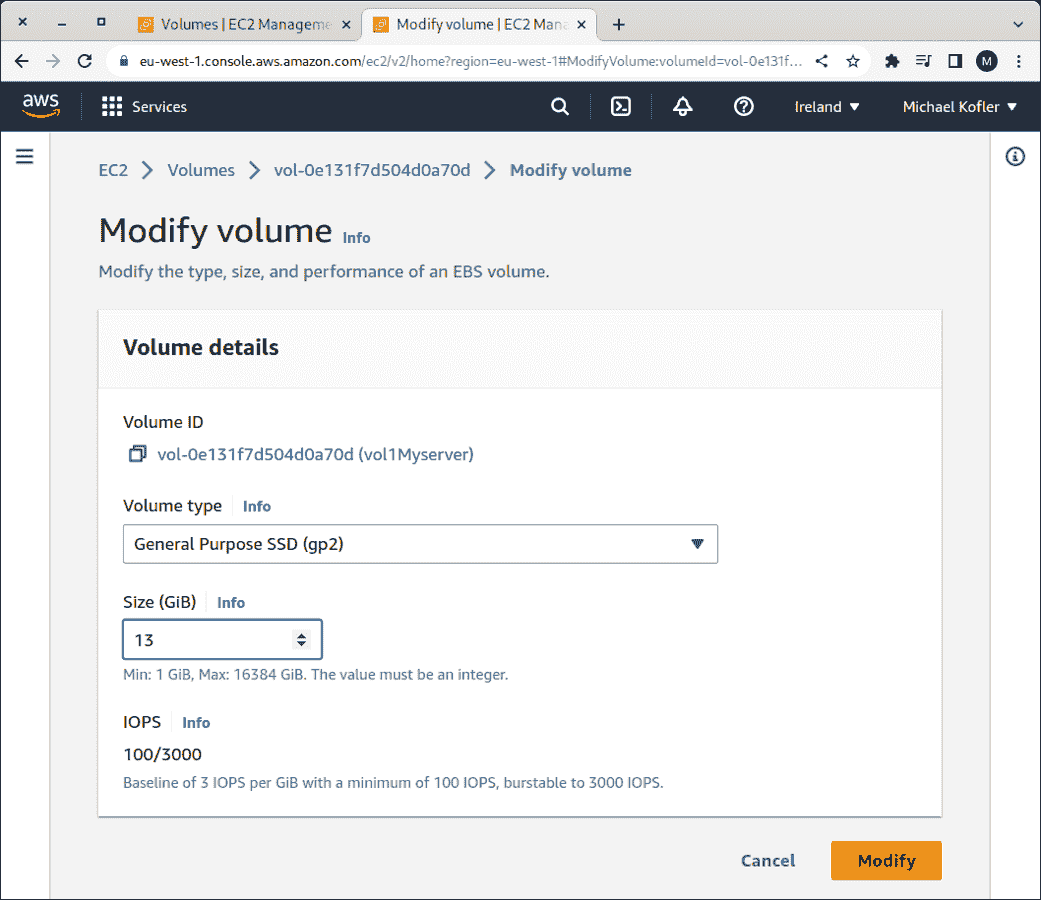 Volumes | EC2 Manageme
Modify volume | EC2 Man
eu-west-1.console.aws.amazon.com/ec2/v2/home?region=eu-west-1#ModifyVolume:volumeId=vol-0e131f7...
M
aws
Services
Ireland
Michael Kofler
EC2 Volumes vol-0e131f7d504d0a70d Modify volume
Modify volume Info
Modify the type, size, and performance of an EBS volume.
Volume details
Volume ID
vol-0e131f7d504d0a70d (vol1Myserver)
Volume type Info
General Purpose SSD (gp2)
Size (GiB) Info
13
Min: 1 GiB, Max: 16384 GiB. The value must be an integer.
IOPS Info
100/3000
Baseline of 3 IOPS per GiB with a minimum of 100 IOPS, burstable to 3000 IOPS.
Cancel
Modify